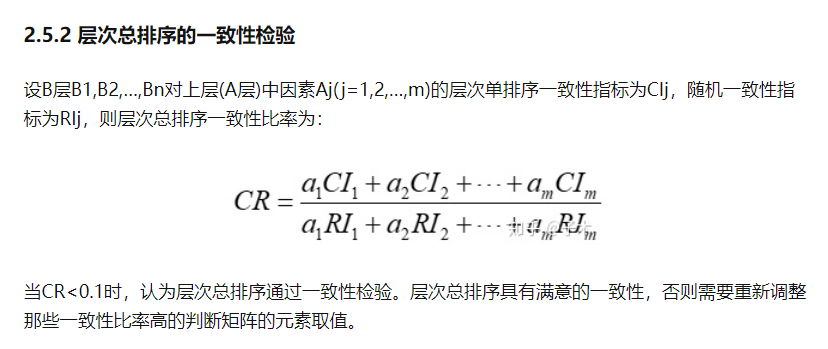 2.5.2 层次总排序的一致性检验
设B层B1,B2,...,Bn对上层(A层)中因素Aj(j=1,2,...,m)的层次单排序一致性指标为CIj，随机一致性指
标为RIj，则层次总排序一致性比率为：
CR = \frac{a_1CI_1 + a_2CI_2 + \cdots + a_mCI_m}{a_1RI_1 + a_2RI_2 + \cdots + a_mRI_m}
当CR<0.1时，认为层次总排序通过一致性检验。层次总排序具有满意的一致性，否则需要重新调整
那些一致性比率高的判断矩阵的元素取值。